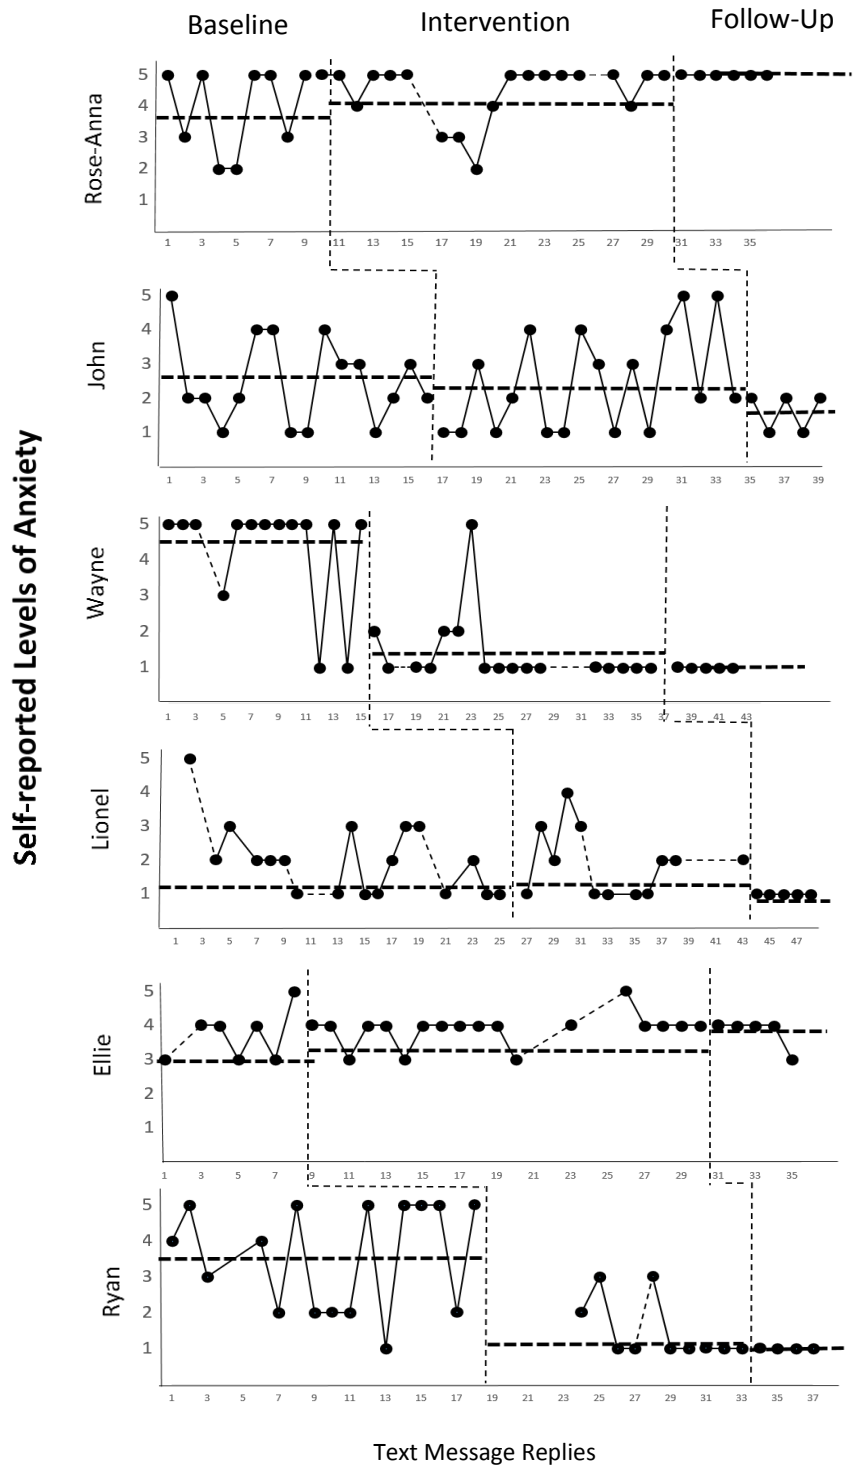 Baseline Intervention Follow-Up
Self-reported Levels of Anxiety
Rose-Anna
5
4
3
2
1
1 3 5 7 9 11 13 15 17 19 21 23 25 27 29 31 33 35
John
5
4
3
2
1
1 3 5 7 9 11 13 15 17 19 21 23 25 27 29 31 33 35 37 39
Wayne
5
4
3
2
1
1 3 5 7 9 11 13 15 17 19 21 23 25 27 29 31 33 35 37 39 41 43
Lionel
5
4
3
2
1
1 3 5 7 9 11 13 15 17 19 21 23 25 27 29 31 33 35 37 39 41 43 45 47
Ellie
5
4
3
2
1
1 3 5 7 9 11 13 15 17 19 21 23 25 27 29 31 33 35
Ryan
5
4
3
2
1
1 3 5 7 9 11 13 15 17 19 21 23 25 27 29 31 33 35 37
Text Message Replies